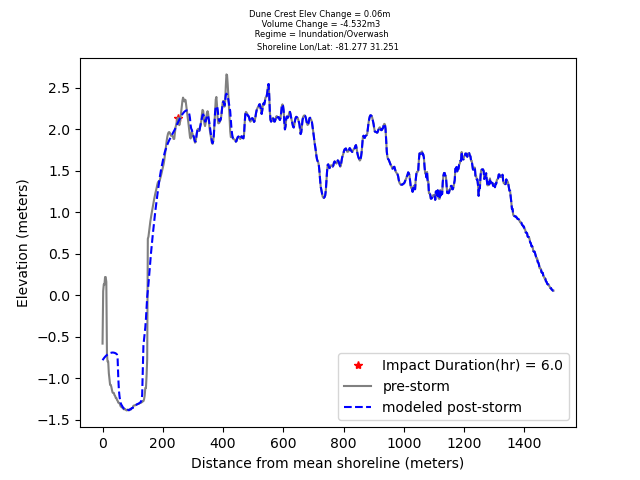 Dune Crest Elev Change = 0.06m
Volume Change = -4.532m3
Regime = Inundation/Overwash
Shoreline Lon/Lat: -81.277 31.251
2.5
2.0
1.5
1.0
0.5
0.0
−0.5
−1.0
−1.5
Elevation (meters)
Impact Duration(hr) = 6.0
pre-storm
modeled post-storm
0 200 400 600 800 1000 1200 1400
Distance from mean shoreline (meters)